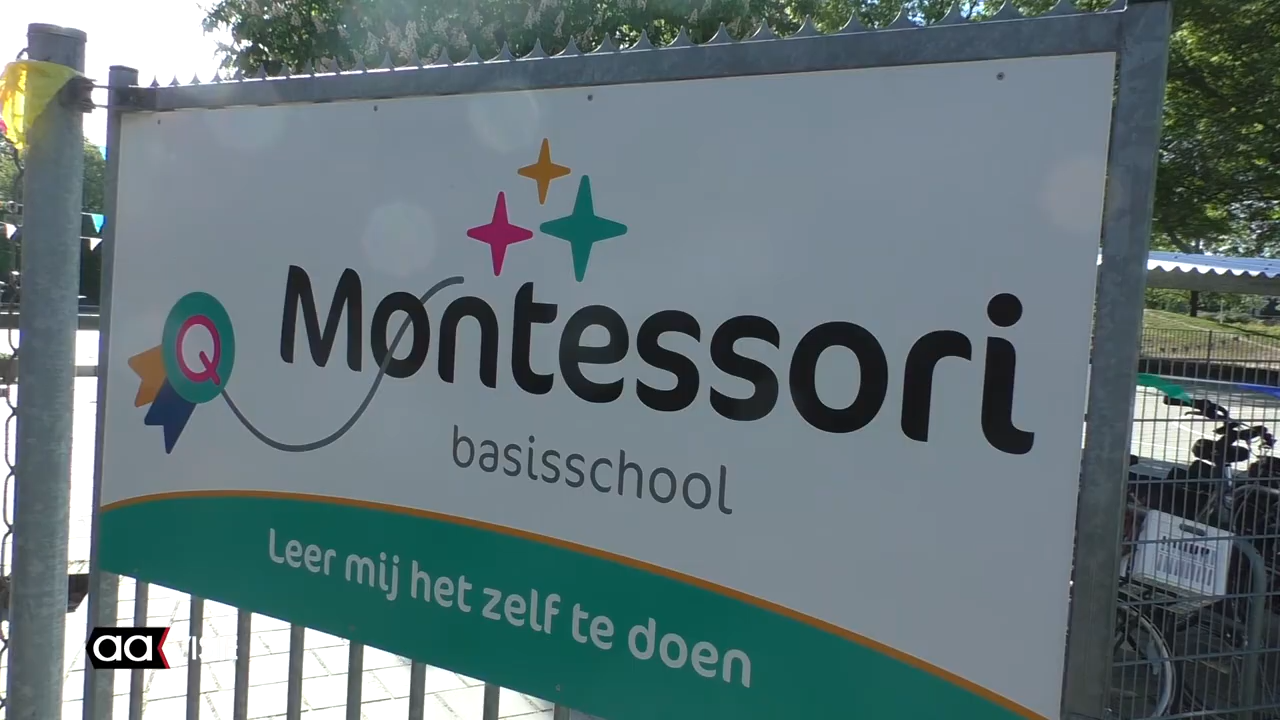 Q
Montessori
basisschool
Leer mij het zelf te doen
aa